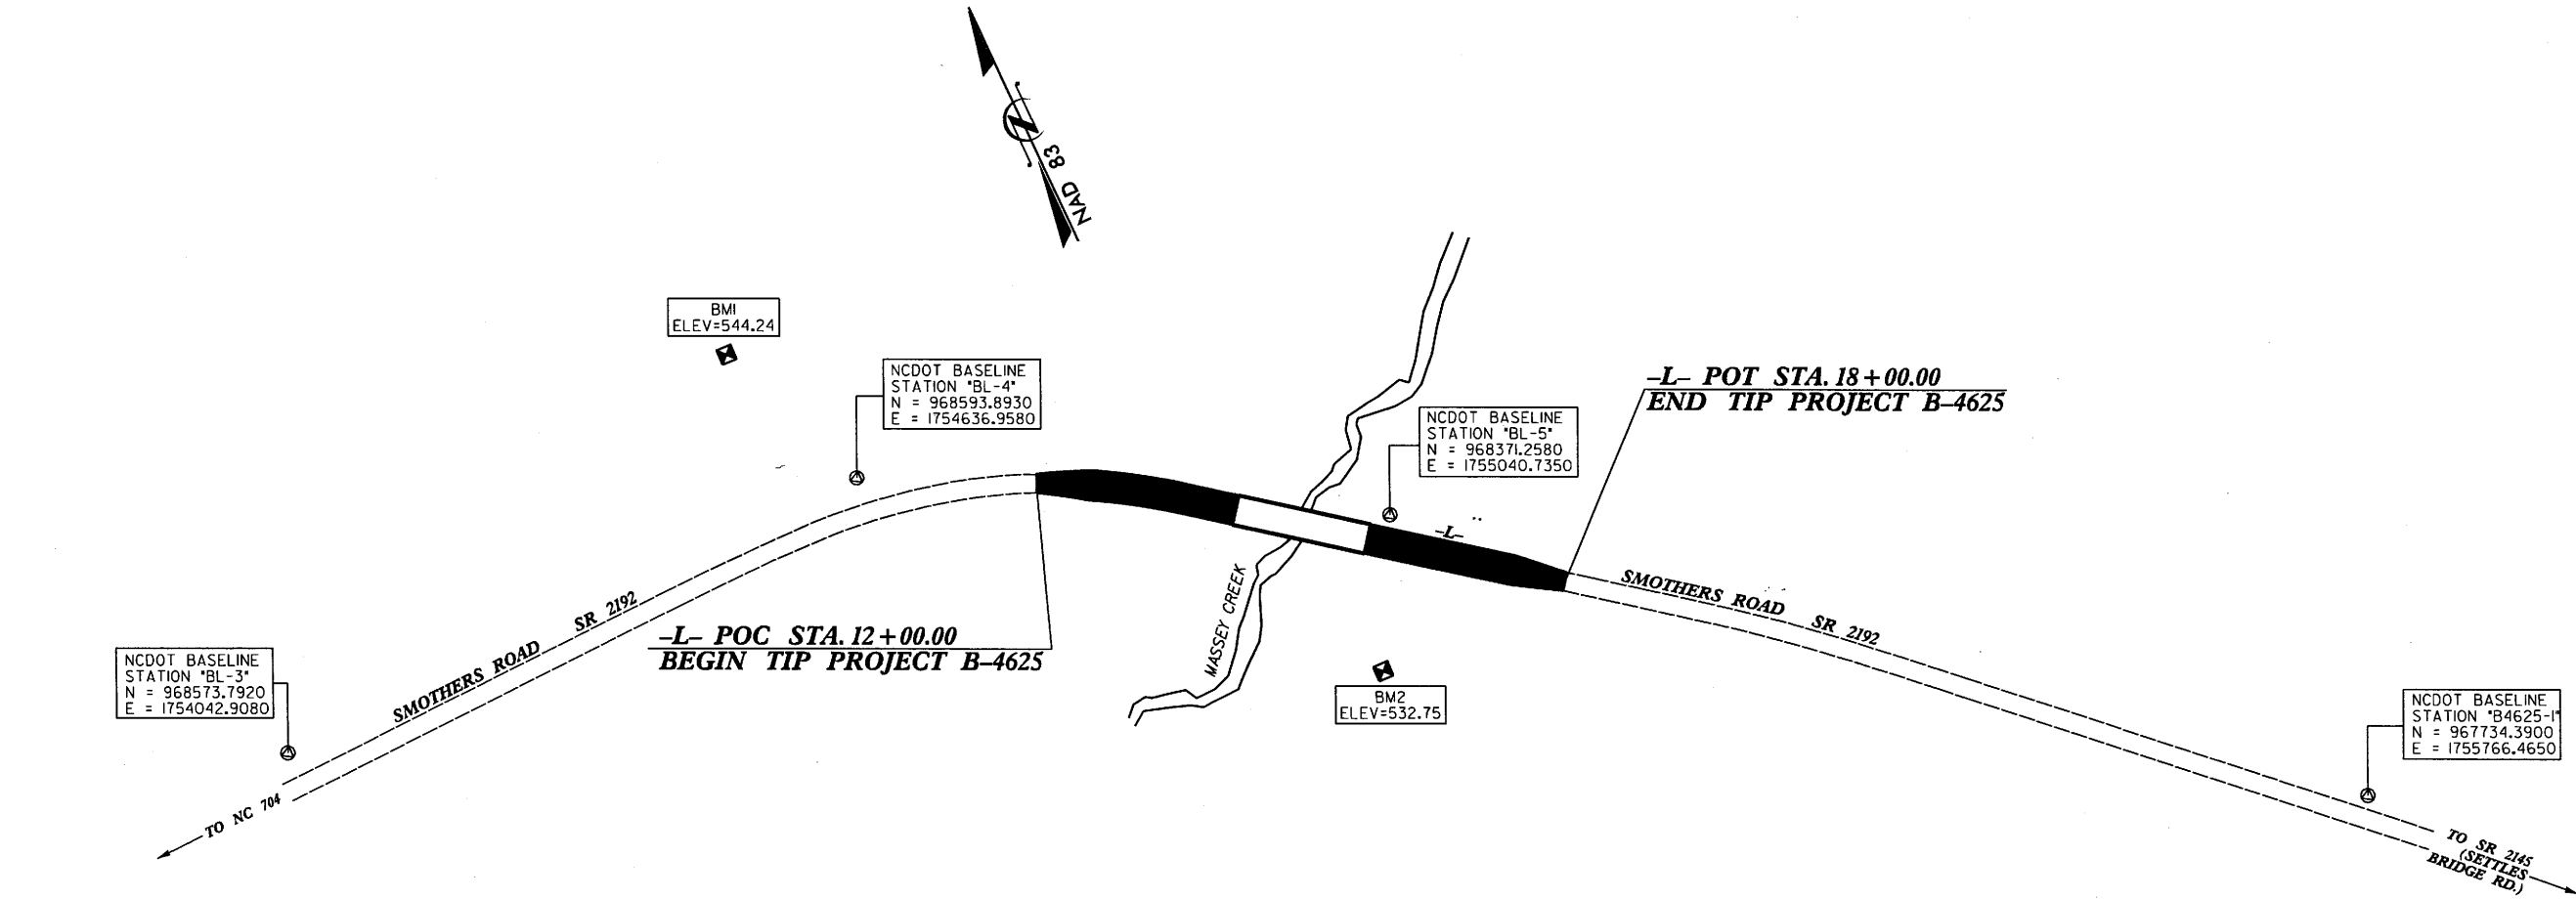 NAD 83
BM1
ELEV=544.24
NCDOT BASELINE
STATION "BL-4"
N = 968593.8930
E = 1754636.9580
-L- POT STA. 18+00.00
END TIP PROJECT B-4625
NCDOT BASELINE
STATION "BL-5"
N = 968371.2580
E = 1755040.7350
-L-
SMOTHERS ROAD SR 2192
MASSEY CREEK
SMOTHERS ROAD SR 2192
-L- POC STA. 12+00.00
BEGIN TIP PROJECT B-4625
NCDOT BASELINE
STATION "BL-3"
N = 968573.7920
E = 1754042.9080
BM2
ELEV=532.75
NCDOT BASELINE
STATION "B4625-1"
N = 967734.3900
E = 1755766.4650
TO NC 704
TO SR 2145
(SETTLES
BRIDGE RD.)